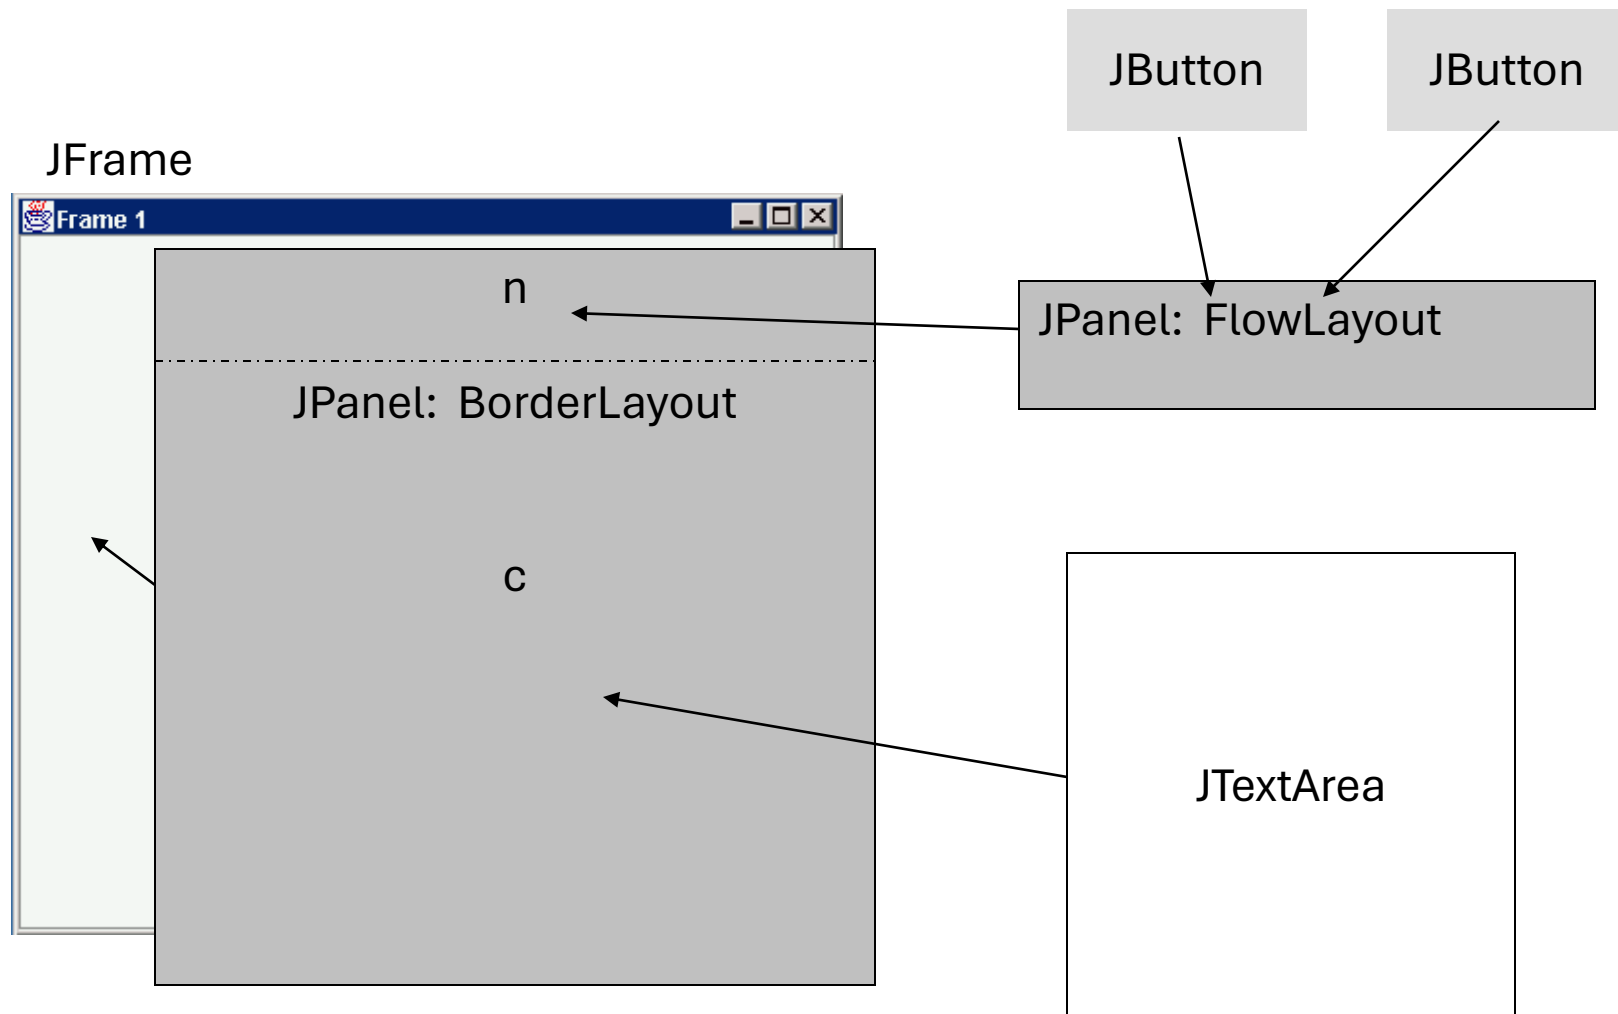 JButton
JButton
JFrame
Frame 1
n
JPanel: FlowLayout
JPanel: BorderLayout
c
JTextArea